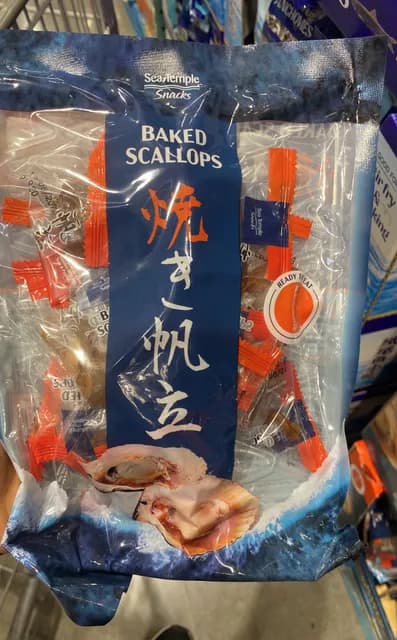 SeaTemple
Snacks
BAKED
SCALLOPS
焼き帆立
READY TO EAT